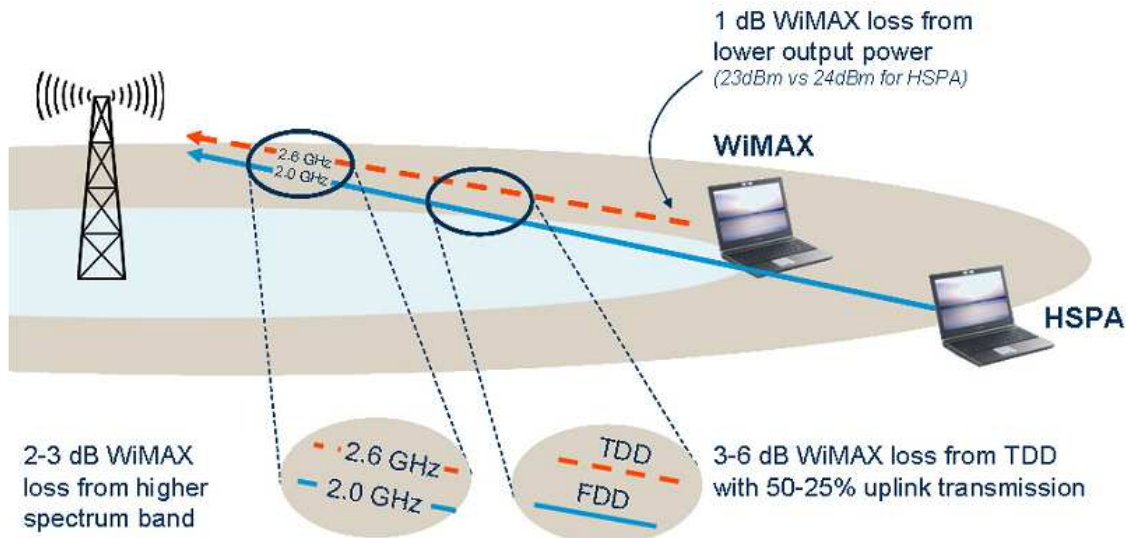 1 dB WiMAX loss from
lower output power
(23dBm vs 24dBm for HSPA)
WiMAX
2.6 GHz
2.0 GHz
HSPA
2-3 dB WiMAX
loss from higher
spectrum band
2.6 GHz
2.0 GHz
TDD
FDD
3-6 dB WiMAX loss from TDD
with 50-25% uplink transmission